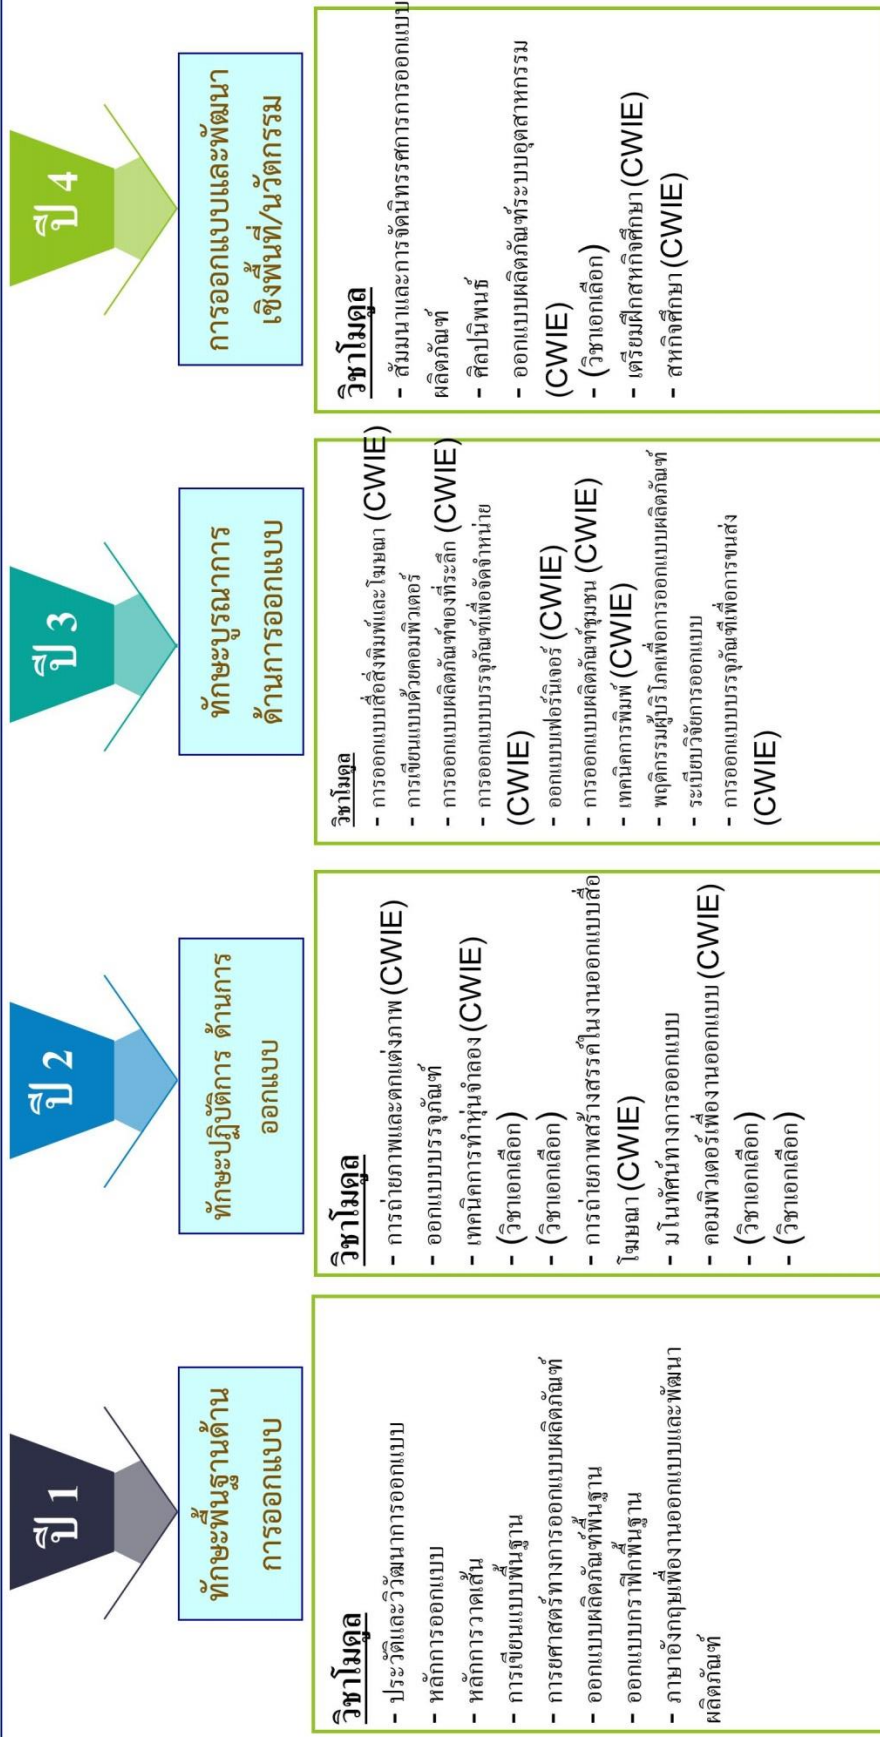 ปี 1
ทักษะพื้นฐานด้าน
การออกแบบ
วิชาโมดูล
- ประวัติและวิวัฒนาการออกแบบ
- หลักการออกแบบ
- หลักการวาดเส้น
- การเขียนแบบพื้นฐาน
- การยศาสตร์ทางการออกแบบผลิตภัณฑ์
- ออกแบบผลิตภัณฑ์พื้นฐาน
- ออกแบบกราฟิกพื้นฐาน
- ภาษาอังกฤษเพื่องานออกแบบและพัฒนา
ผลิตภัณฑ์
ปี 2
ทักษะปฏิบัติการ ด้านการ
ออกแบบ
วิชาโมดูล
- การถ่ายภาพและตกแต่งภาพ (CWIE)
- ออกแบบบรรจุภัณฑ์
- เทคนิคการทำหุ่นจำลอง (CWIE)
- (วิชาเอกเลือก)
- (วิชาเอกเลือก)
- การถ่ายภาพสร้างสรรค์ในงานออกแบบสื่อ
โฆษณา (CWIE)
- มโนทัศน์ทางการออกแบบ
- คอมพิวเตอร์เพื่องานออกแบบ (CWIE)
- (วิชาเอกเลือก)
- (วิชาเอกเลือก)
ปี 3
ทักษะบูรณาการ
ด้านการออกแบบ
วิชาโมดูล
- การออกแบบสื่อสิ่งพิมพ์และโฆษณา (CWIE)
- การเขียนแบบด้วยคอมพิวเตอร์
- การออกแบบผลิตภัณฑ์ของที่ระลึก (CWIE)
- การออกแบบบรรจุภัณฑ์เพื่อจัดจำหน่าย
(CWIE)
- ออกแบบเฟอร์นิเจอร์ (CWIE)
- การออกแบบผลิตภัณฑ์ชุมชน (CWIE)
- เทคนิคการพิมพ์ (CWIE)
- พฤติกรรมผู้บริโภคเพื่อการออกแบบผลิตภัณฑ์
- ระเบียบวิจัยการออกแบบ
- การออกแบบบรรจุภัณฑ์เพื่อการขนส่ง
(CWIE)
ปี 4
การออกแบบและพัฒนา
เชิงพื้นที่/นวัตกรรม
วิชาโมดูล
- สัมมนาและการจัดนิทรรศการการออกแบบ
ผลิตภัณฑ์
- ศิลปนิพนธ์
- ออกแบบผลิตภัณฑ์ระบบอุตสาหกรรม
(CWIE)
- (วิชาเอกเลือก)
- เตรียมฝึกสหกิจศึกษา (CWIE)
- สหกิจศึกษา (CWIE)